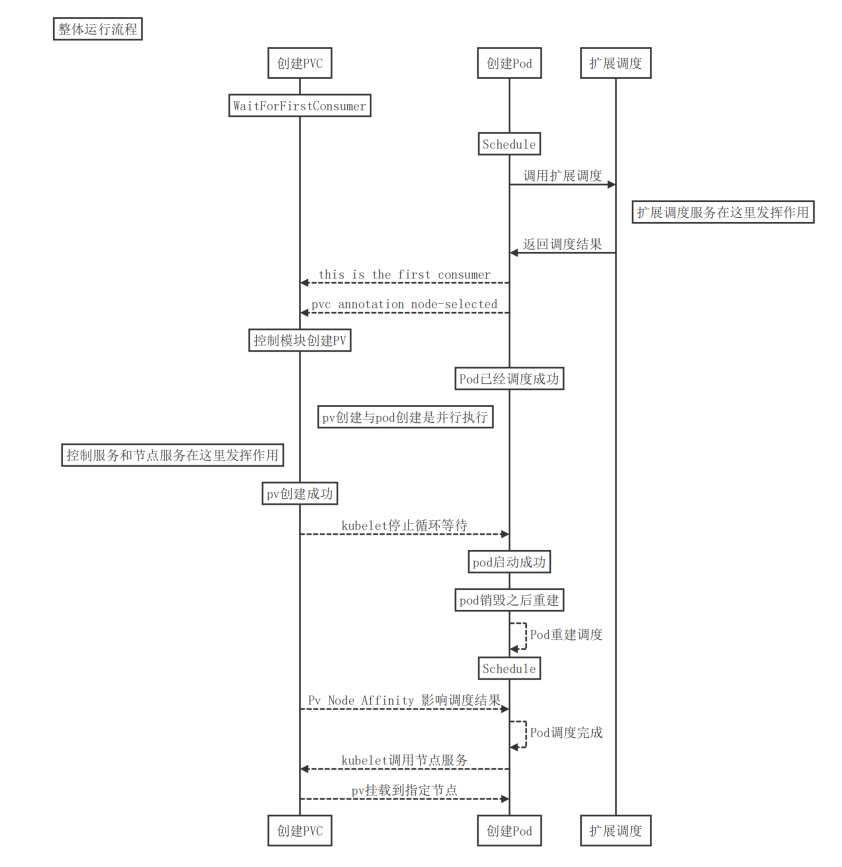 整体运行流程
创建PVC
创建Pod
扩展调度
WaitForFirstConsumer
Schedule
调用扩展调度
扩展调度服务在这里发挥作用
返回调度结果
this is the first consumer
pvc annotation node-selected
控制模块创建PV
Pod已经调度成功
pv创建与pod创建是并行执行
控制服务和节点服务在这里发挥作用
pv创建成功
kubelet停止循环等待
pod启动成功
pod销毁之后重建
Pod重建调度
Schedule
Pv Node Affinity 影响调度结果
Pod调度完成
kubelet调用节点服务
pv挂载到指定节点
创建PVC
创建Pod
扩展调度